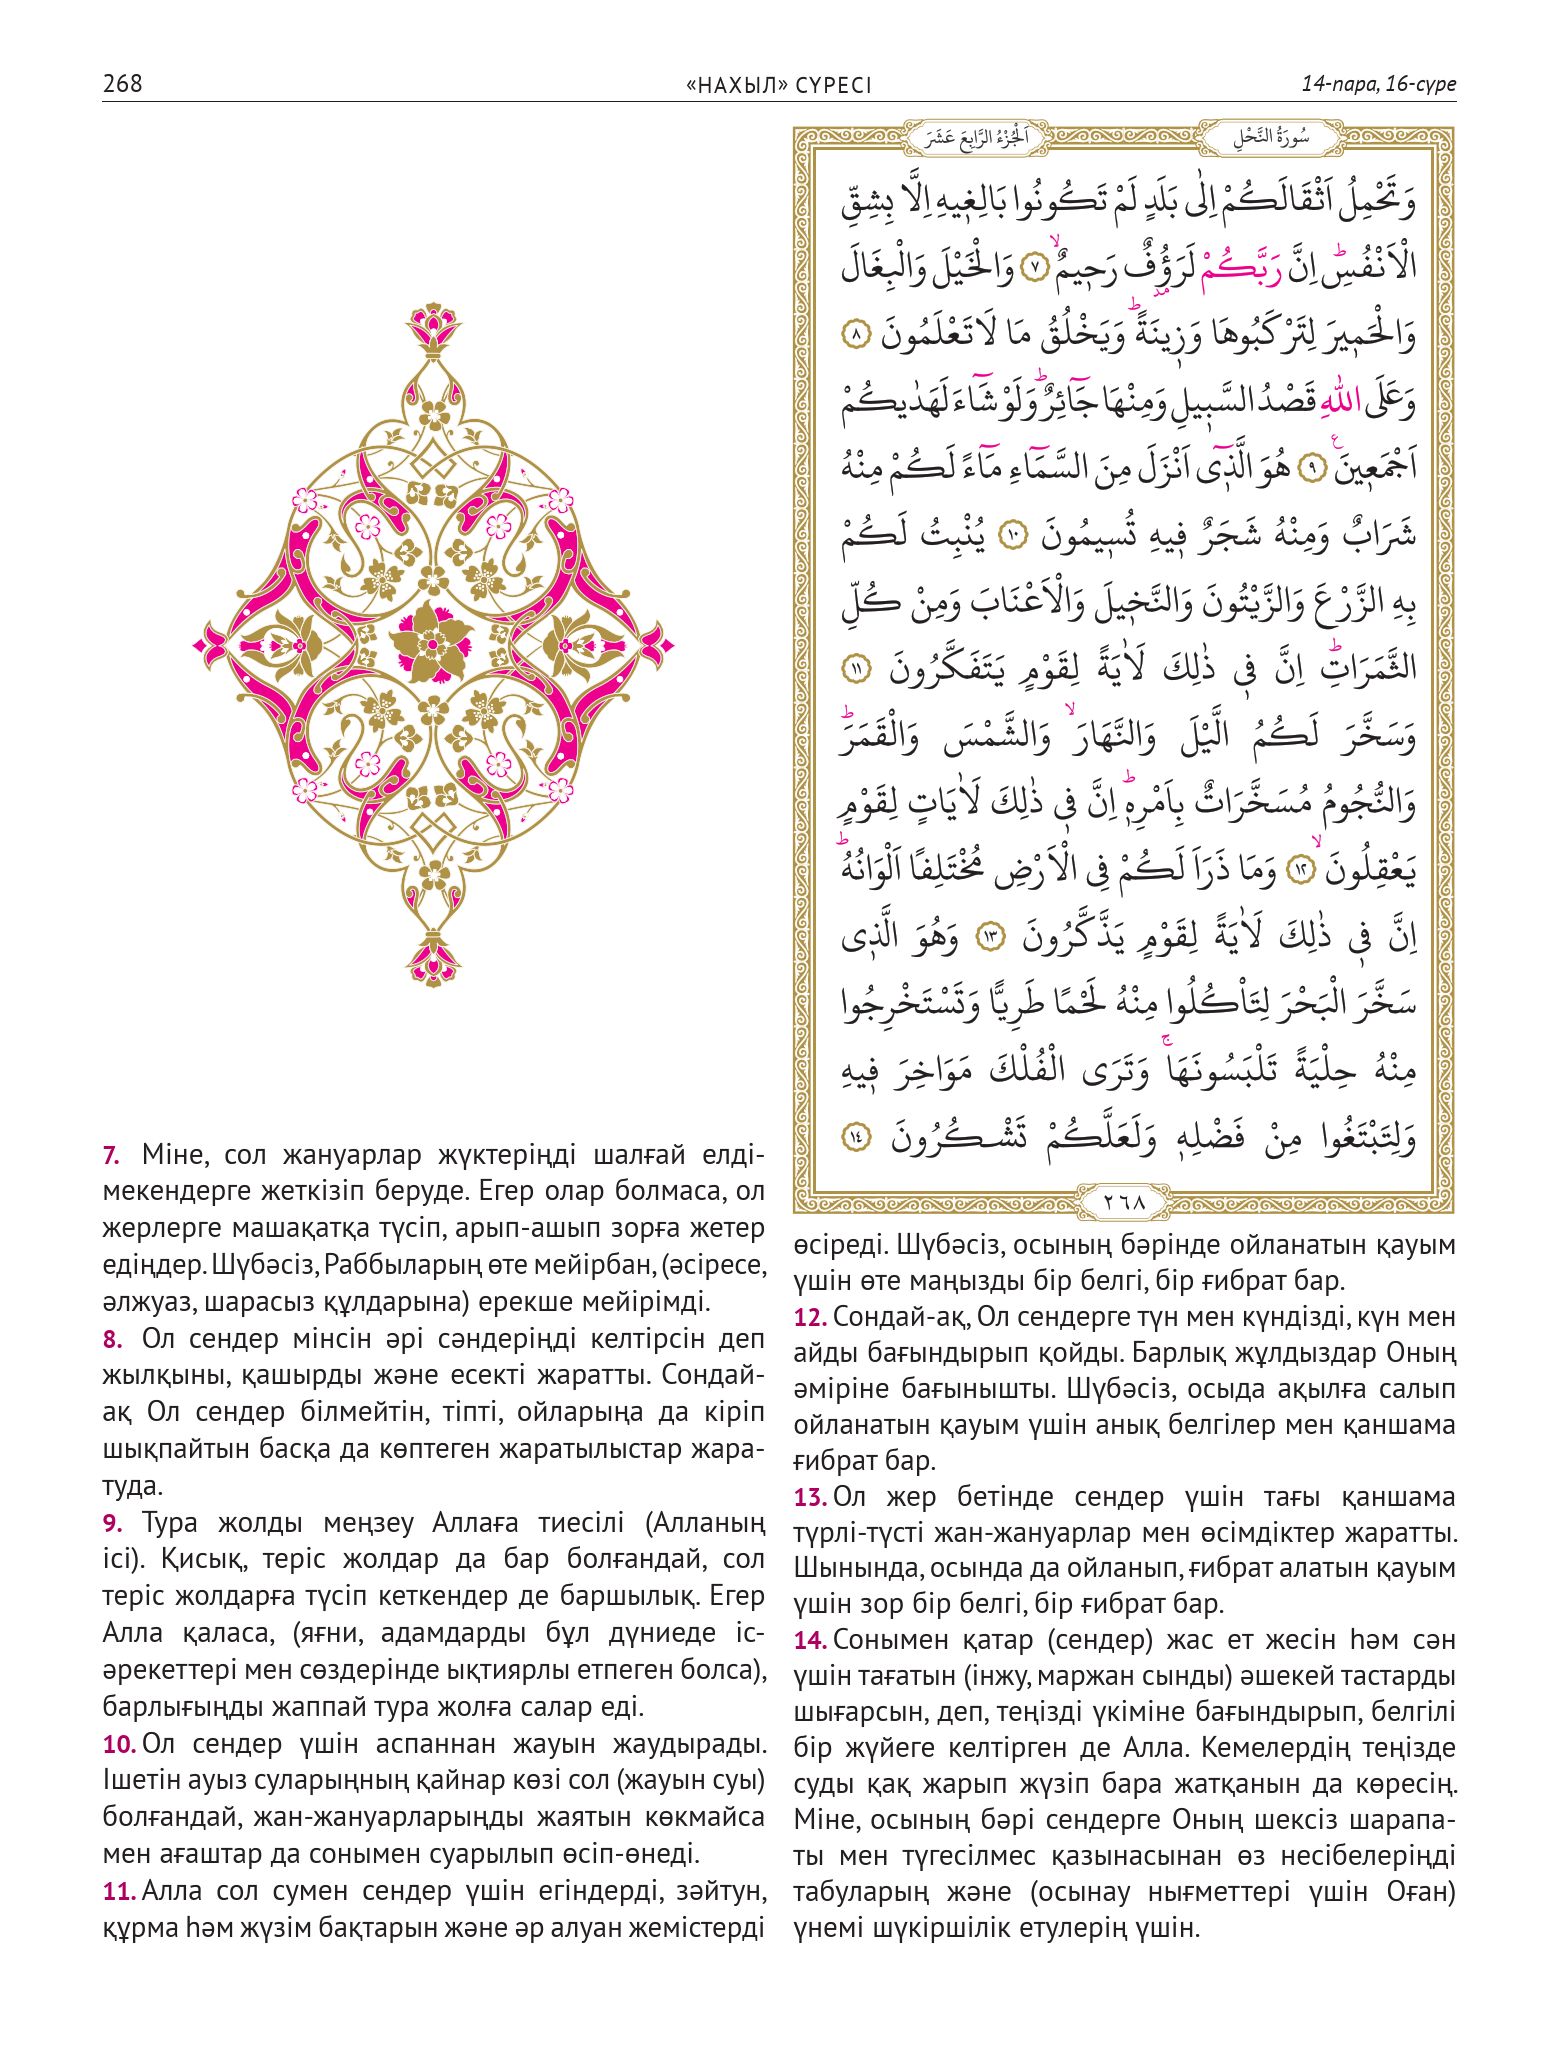 268
«НАХЫЛ» СҮРЕСІ
14-пара, 16-сүре
سُورَةُ النَّحْلِ
اَلْجُزْءُ الرَّابِعَ عَشَرَ
وَتَحْمِلُ اَثْقَالَكُمْ اِلٰى بَلَدٍ لَمْ تَكُونُوا بَالِغ۪يهِ اِلَّا بِشِقِّ
الْاَنْفُسِۜ اِنَّ رَبَّكُمْ لَرَؤُ۫فٌ رَح۪يمٌۙ ﴿٧﴾ وَالْخَيْلَ وَالْبِغَالَ
وَالْحَم۪يرَ لِتَرْكَبُوهَا وَز۪ينَةًۜ وَيَخْلُقُ مَا لَا تَعْلَمُونَ ﴿٨﴾
وَعَلَى اللّٰهِ قَصْدُ السَّب۪يلِ وَمِنْهَا جَٓائِرٌۜ وَلَوْ شَٓاءَ لَهَدٰيكُمْ
اَجْمَع۪ينَ۟ ﴿٩﴾ هُوَ الَّذ۪ٓي اَنْزَلَ مِنَ السَّمَٓاءِ مَٓاءً لَكُمْ مِنْهُ
شَرَابٌ وَمِنْهُ شَجَرٌ ف۪يهِ تُس۪يمُونَ ﴿١٠﴾ يُنْبِتُ لَكُمْ
بِهِ الزَّرْعَ وَالزَّيْتُونَ وَالنَّخ۪يلَ وَالْاَعْنَابَ وَمِنْ كُلِّ
الثَّمَرَاتِۜ اِنَّ ف۪ي ذٰلِكَ لَاٰيَةً لِقَوْمٍ يَتَفَكَّرُونَ ﴿١١﴾
وَسَخَّرَ لَكُمُ الَّيْلَ وَالنَّهَارَۙ وَالشَّمْسَ وَالْقَمَرَۜ
وَالنُّجُومُ مُسَخَّرَاتٌ بِاَمْرِه۪ۜ اِنَّ ف۪ي ذٰلِكَ لَاٰيَاتٍ لِقَوْمٍ
يَعْقِلُونَۙ ﴿١٢﴾ وَمَا ذَرَاَ لَكُمْ فِي الْاَرْضِ مُخْتَلِفًا اَلْوَانُهُۜ
اِنَّ ف۪ي ذٰلِكَ لَاٰيَةً لِقَوْمٍ يَذَّكَّرُونَ ﴿١٣﴾ وَهُوَ الَّذ۪ي
سَخَّرَ الْبَحْرَ لِتَأْكُلُوا مِنْهُ لَحْمًا طَرِيًّا وَتَسْتَخْرِجُوا
مِنْهُ حِلْيَةً تَلْبَسُونَهَاۚ وَتَرَى الْفُلْكَ مَوَاخِرَ ف۪يهِ
وَلِتَبْتَغُوا مِنْ فَضْلِه۪ وَلَعَلَّكُمْ تَشْكُرُونَ ﴿١٤﴾
٢٦٨
7. Міне, сол жануарлар жүктеріңді шалғай елді-
мекендерге жеткізіп беруде. Егер олар болмаса, ол
жерлерге машақатқа түсіп, арып-ашып зорға жетер
едіңдер. Шүбәсіз, Раббыларың өте мейірбан, (әсіресе,
әлжуаз, шарасыз құлдарына) ерекше мейірімді.
8. Ол сендер мінсін әрі сәндеріңді келтірсін деп
жылқыны, қашырды және есекті жаратты. Сондай-
ақ Ол сендер білмейтін, тіпті, ойларыңа да кіріп
шықпайтын басқа да көптеген жаратылыстар жара-
туда.
9. Тура жолды меңзеу Аллаға тиесілі (Алланың
ісі). Қисық, теріс жолдар да бар болғандай, сол
теріс жолдарға түсіп кеткендер де баршылық. Егер
Алла қаласа, (яғни, адамдарды бұл дүниеде іс-
әрекеттері мен сөздерінде ықтиярлы етпеген болса),
барлығыңды жаппай тура жолға салар еді.
10. Ол сендер үшін аспаннан жауын жаудырады.
Ішетін ауыз суларыңның қайнар көзі сол (жауын суы)
болғандай, жан-жануарларыңды жаятын көкмайса
мен ағаштар да сонымен суарылып өсіп-өнеді.
11. Алла сол сумен сендер үшін егіндерді, зәйтун,
құрма һәм жүзім бақтарын және әр алуан жемістерді
өсіреді. Шүбәсіз, осының бәрінде ойланатын қауым
үшін өте маңызды бір белгі, бір ғибрат бар.
12. Сондай-ақ, Ол сендерге түн мен күндізді, күн мен
айды бағындырып қойды. Барлық жұлдыздар Оның
әміріне бағынышты. Шүбәсіз, осыда ақылға салып
ойланатын қауым үшін анық белгілер мен қаншама
ғибрат бар.
13. Ол жер бетінде сендер үшін тағы қаншама
түрлі-түсті жан-жануарлар мен өсімдіктер жаратты.
Шынында, осында да ойланып, ғибрат алатын қауым
үшін зор бір белгі, бір ғибрат бар.
14. Сонымен қатар (сендер) жас ет жесін һәм сән
үшін тағатын (інжу, маржан сынды) әшекей тастарды
шығарсын, деп, теңізді үкіміне бағындырып, белгілі
бір жүйеге келтірген де Алла. Кемелердің теңізде
суды қақ жарып жүзіп бара жатқанын да көресің.
Міне, осының бәрі сендерге Оның шексіз шарапа-
ты мен түгесілмес қазынасынан өз несібелеріңді
табуларың және (осынау нығметтері үшін Оған)
үнемі шүкіршілік етулерің үшін.